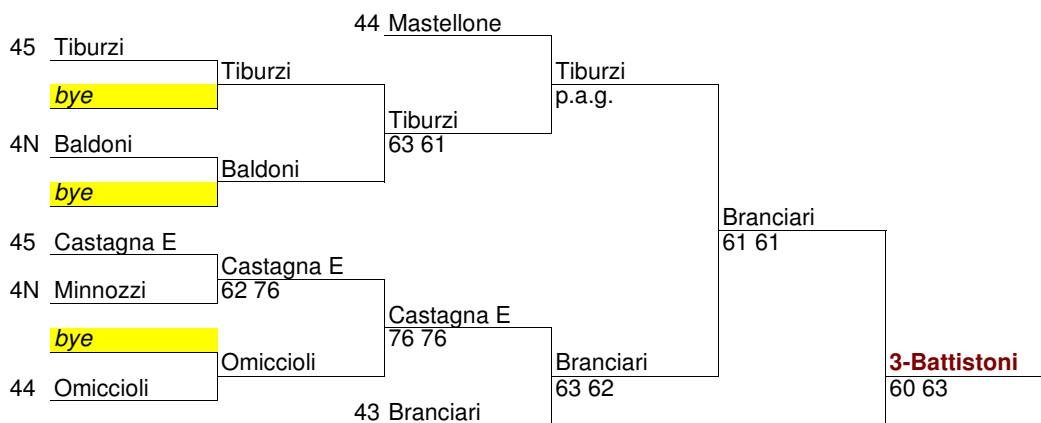 44 Mastellone
45 Tiburzi
Tiburzi
Tiburzi
bye
p.a.g.
Tiburzi
4N Baldoni
63 61
Baldoni
bye
Branciari
45 Castagna E
61 61
Castagna E
4N Minnozzi
62 76
Castagna E
bye
76 76
Omiccioli
Branciari
3-Battistoni
44 Omiccioli
63 62
60 63
43 Branciari